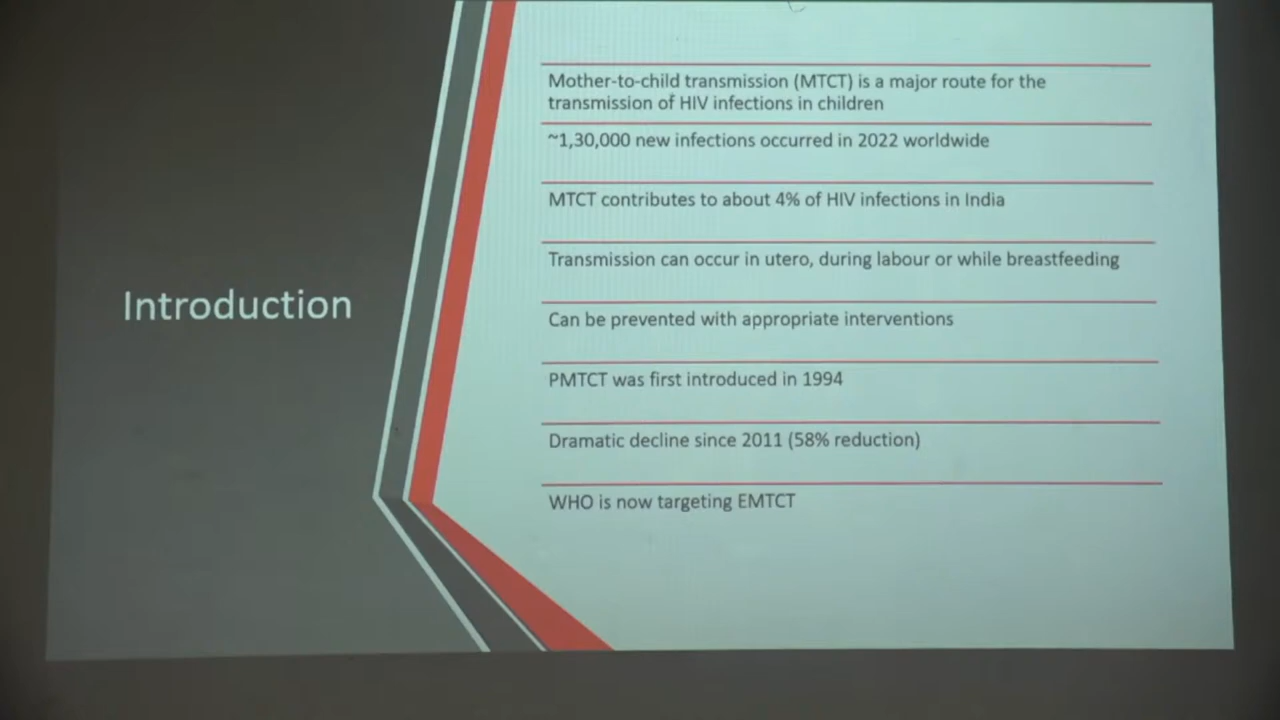 Introduction
Mother-to-child transmission (MTCT) is a major route for the
transmission of HIV infections in children
~1,30,000 new infections occurred in 2022 worldwide
MTCT contributes to about 4% of HIV infections in India
Transmission can occur in utero, during labour or while breastfeeding
Can be prevented with appropriate interventions
PMTCT was first introduced in 1994
Dramatic decline since 2011 (58% reduction)
WHO is now targeting EMTCT